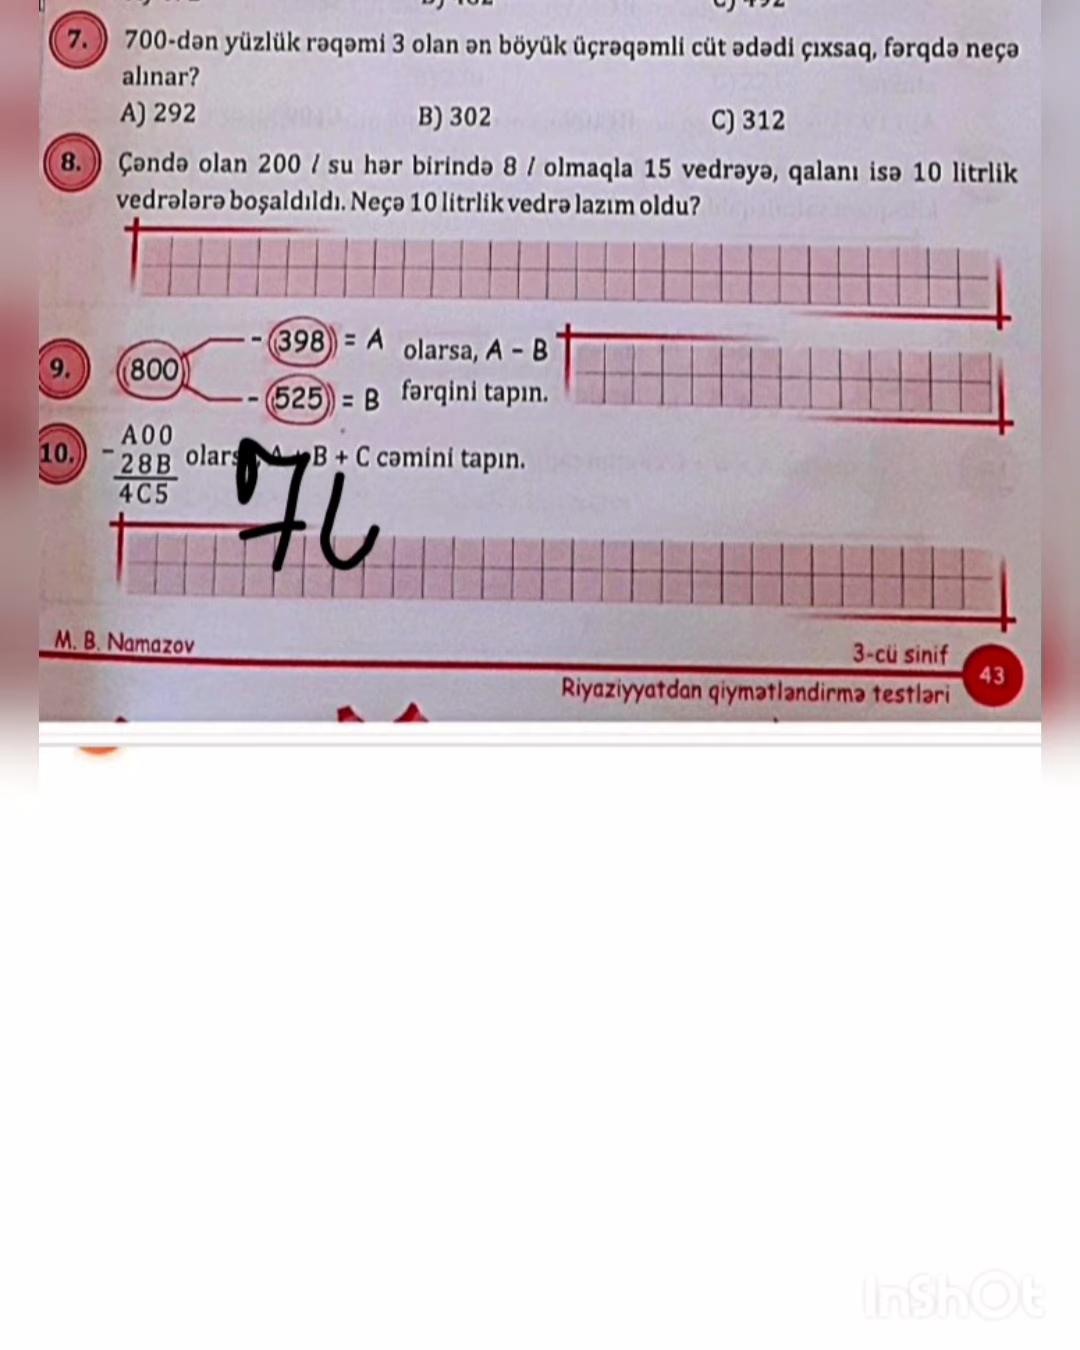 7. 700-dən yüzlük rəqəmi 3 olan ən böyük üçrəqəmli cüt ədədi çıxsaq, fərqdə neçə
alınar?
A) 292 B) 302 C) 312
8. Çəndə olan 200 l su hər birində 8 l olmaqla 15 vedrəyə, qalanı isə 10 litrlik
vedrələrə boşaldıldı. Neçə 10 litrlik vedrə lazım oldu?
9. 800 - 398 = A olarsa, A - B
- 525 = B fərqini tapın.
10. - A00
28B olars B + C cəmini tapın.
4C5
7
M. B. Namazov
3-cü sinif
Riyaziyyatdan qiymətləndirmə testləri
43
InShOt